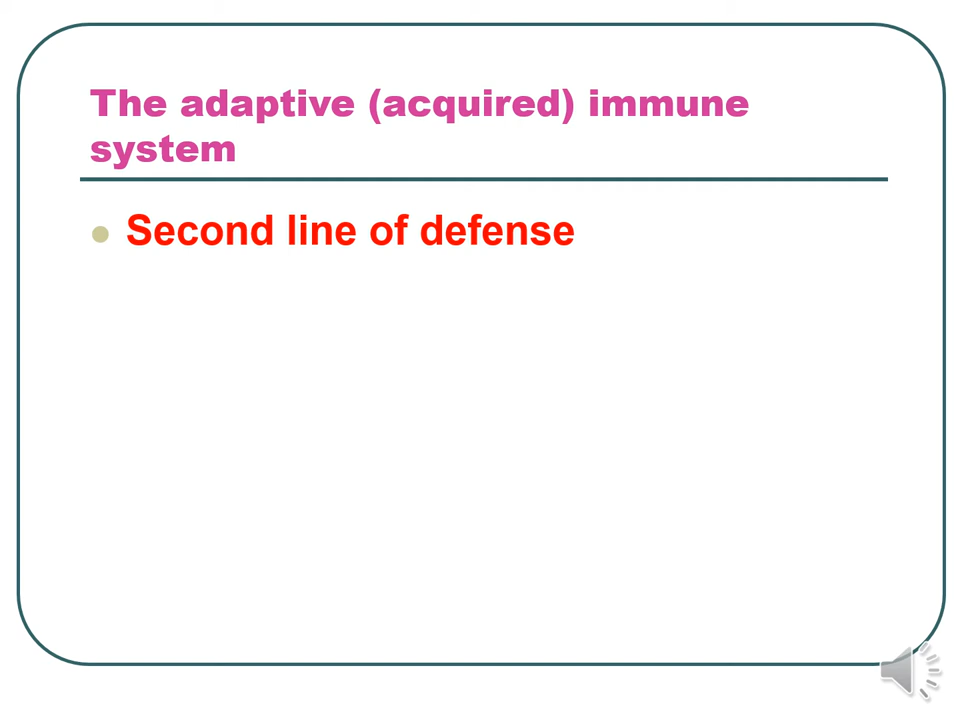 The adaptive (acquired) immune
system
Second line of defense